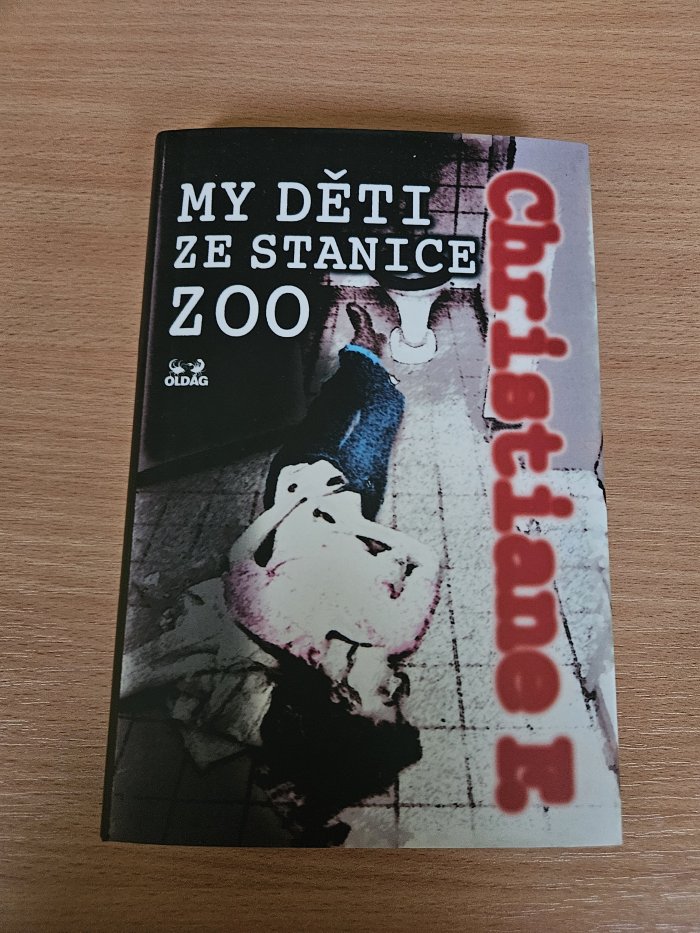 MY DĚTI
ZE STANICE
ZOO
OLDAG
Christiane F